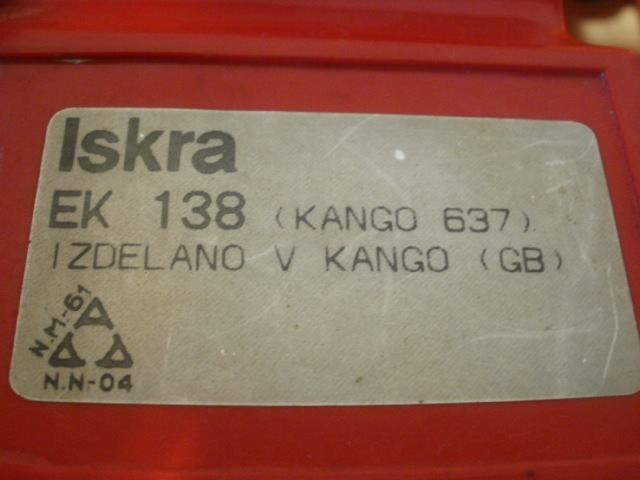 Iskra
EK 138 (KANGO 637).
IZDELANO V KANGO (GB)
N.M.-61
N.N-04